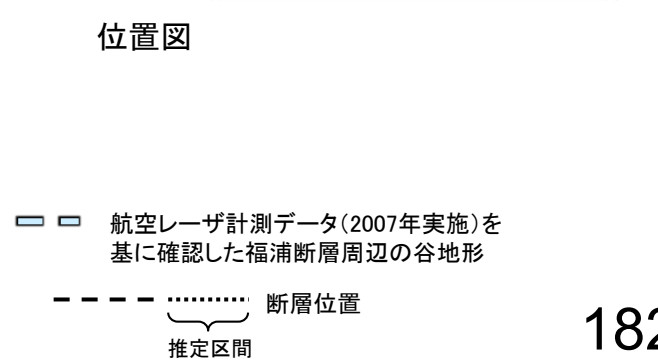 位置図
航空レーザ計測データ(2007年実施)を
基に確認した福浦断層周辺の谷地形
断層位置
推定区間
182